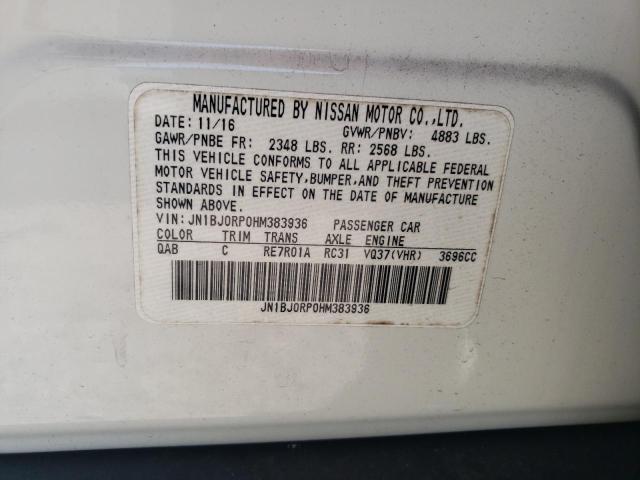 MANUFACTURED BY NISSAN MOTOR CO.,LTD.
DATE: 11/16 GVWR/PNBV: 4883 LBS.
GAWR/PNBE FR: 2348 LBS. RR: 2568 LBS.
THIS VEHICLE CONFORMS TO ALL APPLICABLE FEDERAL
MOTOR VEHICLE SAFETY, BUMPER, AND THEFT PREVENTION
STANDARDS IN EFFECT ON THE DATE OF MANUFACTURE
SHOWN ABOVE.
VIN: JN1BJ0RP0HM383936 PASSENGER CAR
COLOR TRIM TRANS AXLE ENGINE
QAB C RE7R01A RC31 VQ37(VHR) 3696CC
JN1BJ0RP0HM383936